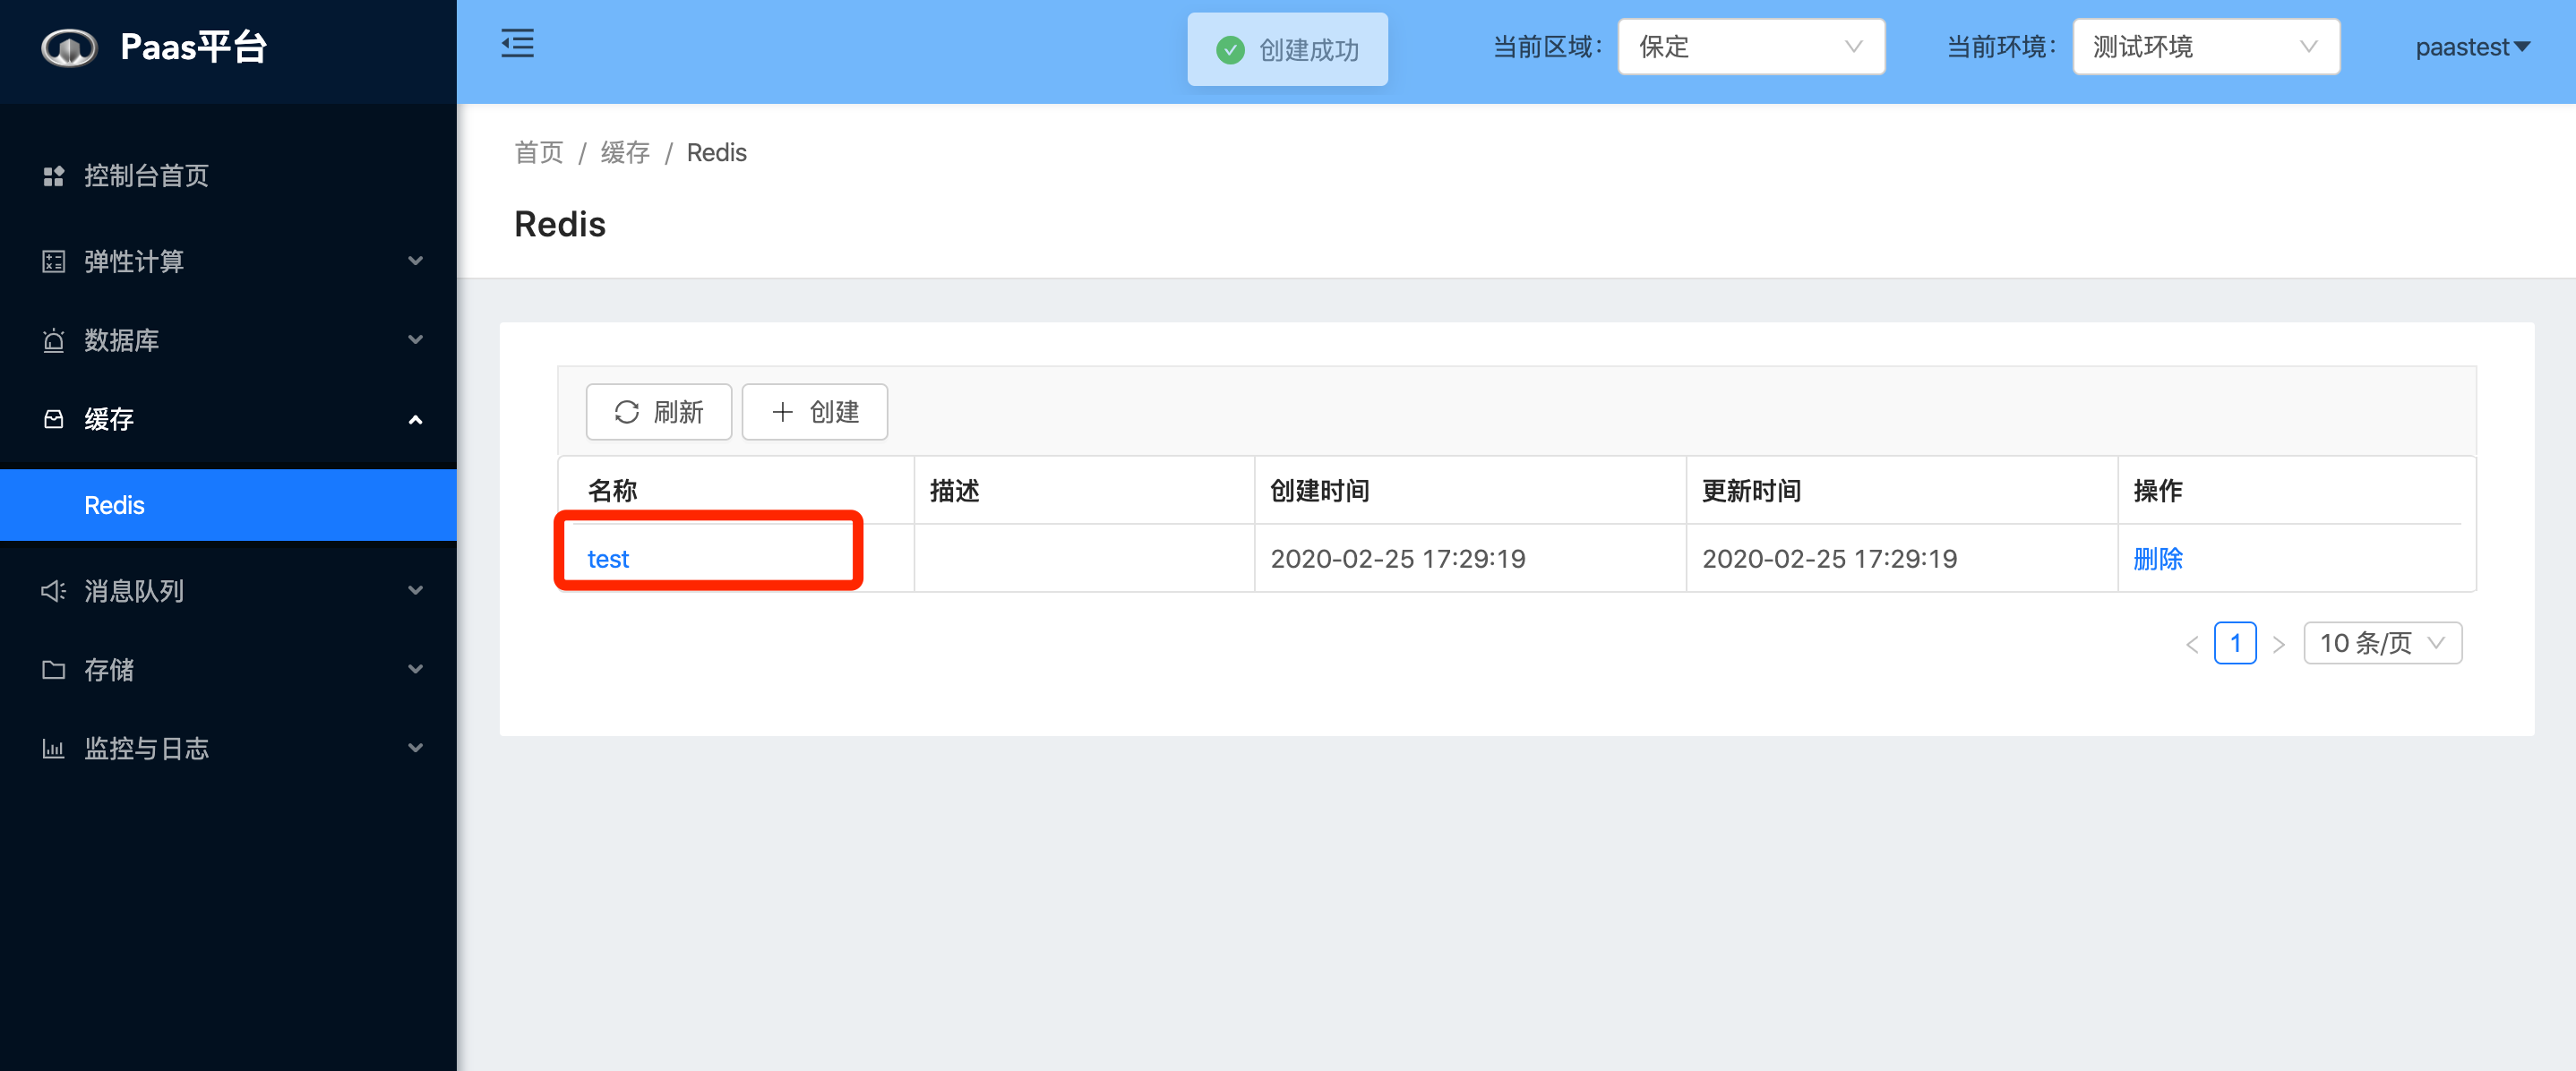 Paas平台
创建成功
当前区域：
保定
当前环境：
测试环境
paastest
控制台首页
弹性计算
数据库
缓存
Redis
消息队列
存储
监控与日志
首页 / 缓存 / Redis
Redis
刷新
创建
名称 描述 创建时间 更新时间 操作
test 2020-02-25 17:29:19 2020-02-25 17:29:19 删除
1
10 条/页